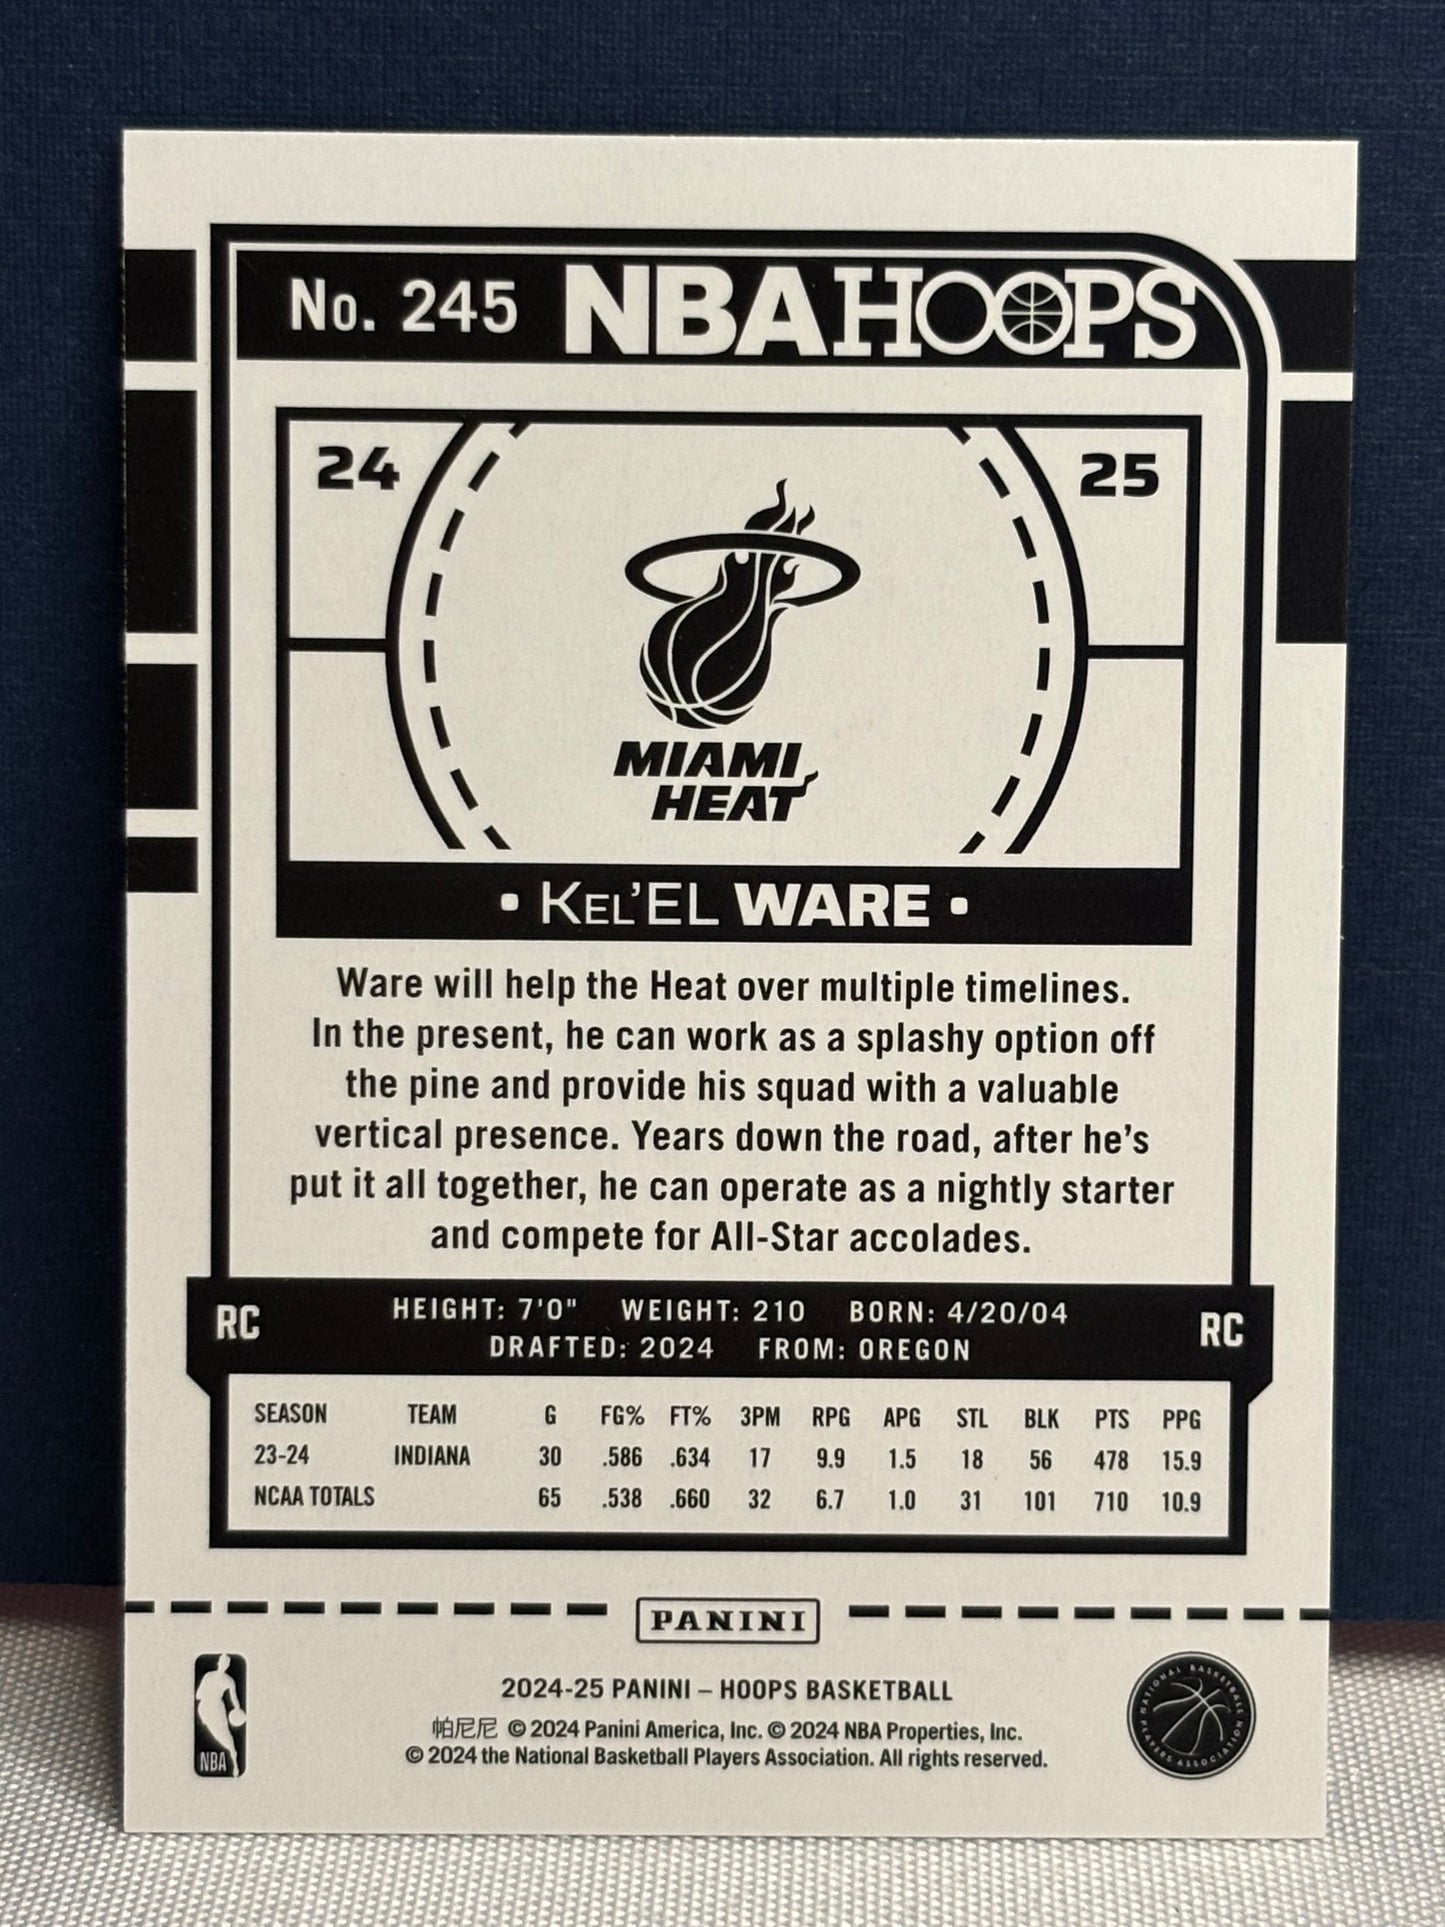 No. 245 NBA HOOPS
24 25
MIAMI
HEAT
• KEL'EL WARE •
Ware will help the Heat over multiple timelines.
In the present, he can work as a splashy option off
the pine and provide his squad with a valuable
vertical presence. Years down the road, after he's
put it all together, he can operate as a nightly starter
and compete for All-Star accolades.
RC HEIGHT: 7'0" WEIGHT: 210 BORN: 4/20/04 RC
DRAFTED: 2024 FROM: OREGON
SEASON TEAM G FG% FT% 3PM RPG APG STL BLK PTS PPG
23-24 INDIANA 30 .586 .634 17 9.9 1.5 18 56 478 15.9
NCAA TOTALS 65 .538 .660 32 6.7 1.0 31 101 710 10.9
PANINI
2024-25 PANINI – HOOPS BASKETBALL
帕尼尼 © 2024 Panini America, Inc. © 2024 NBA Properties, Inc.
© 2024 the National Basketball Players Association. All rights reserved.
NBA
NATIONAL BASKETBALL PLAYERS ASSOCIATION